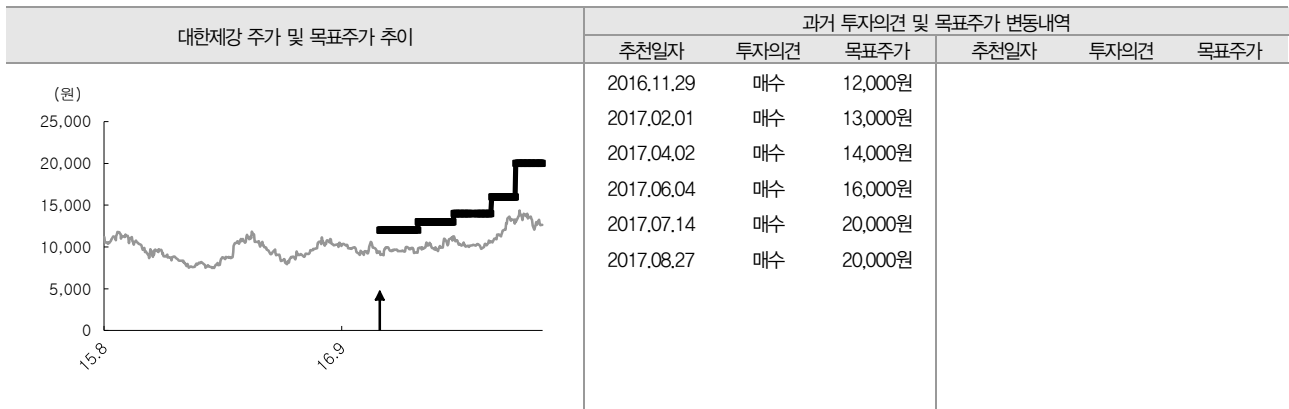 대한제강 주가 및 목표주가 추이
과거 투자의견 및 목표주가 변동내역
추천일자 투자의견 목표주가 추천일자 투자의견 목표주가
2016.11.29 매수 12,000원
2017.02.01 매수 13,000원
2017.04.02 매수 14,000원
2017.06.04 매수 16,000원
2017.07.14 매수 20,000원
2017.08.27 매수 20,000원
(원)
25,000
20,000
15,000
10,000
5,000
0
15.8 16.9